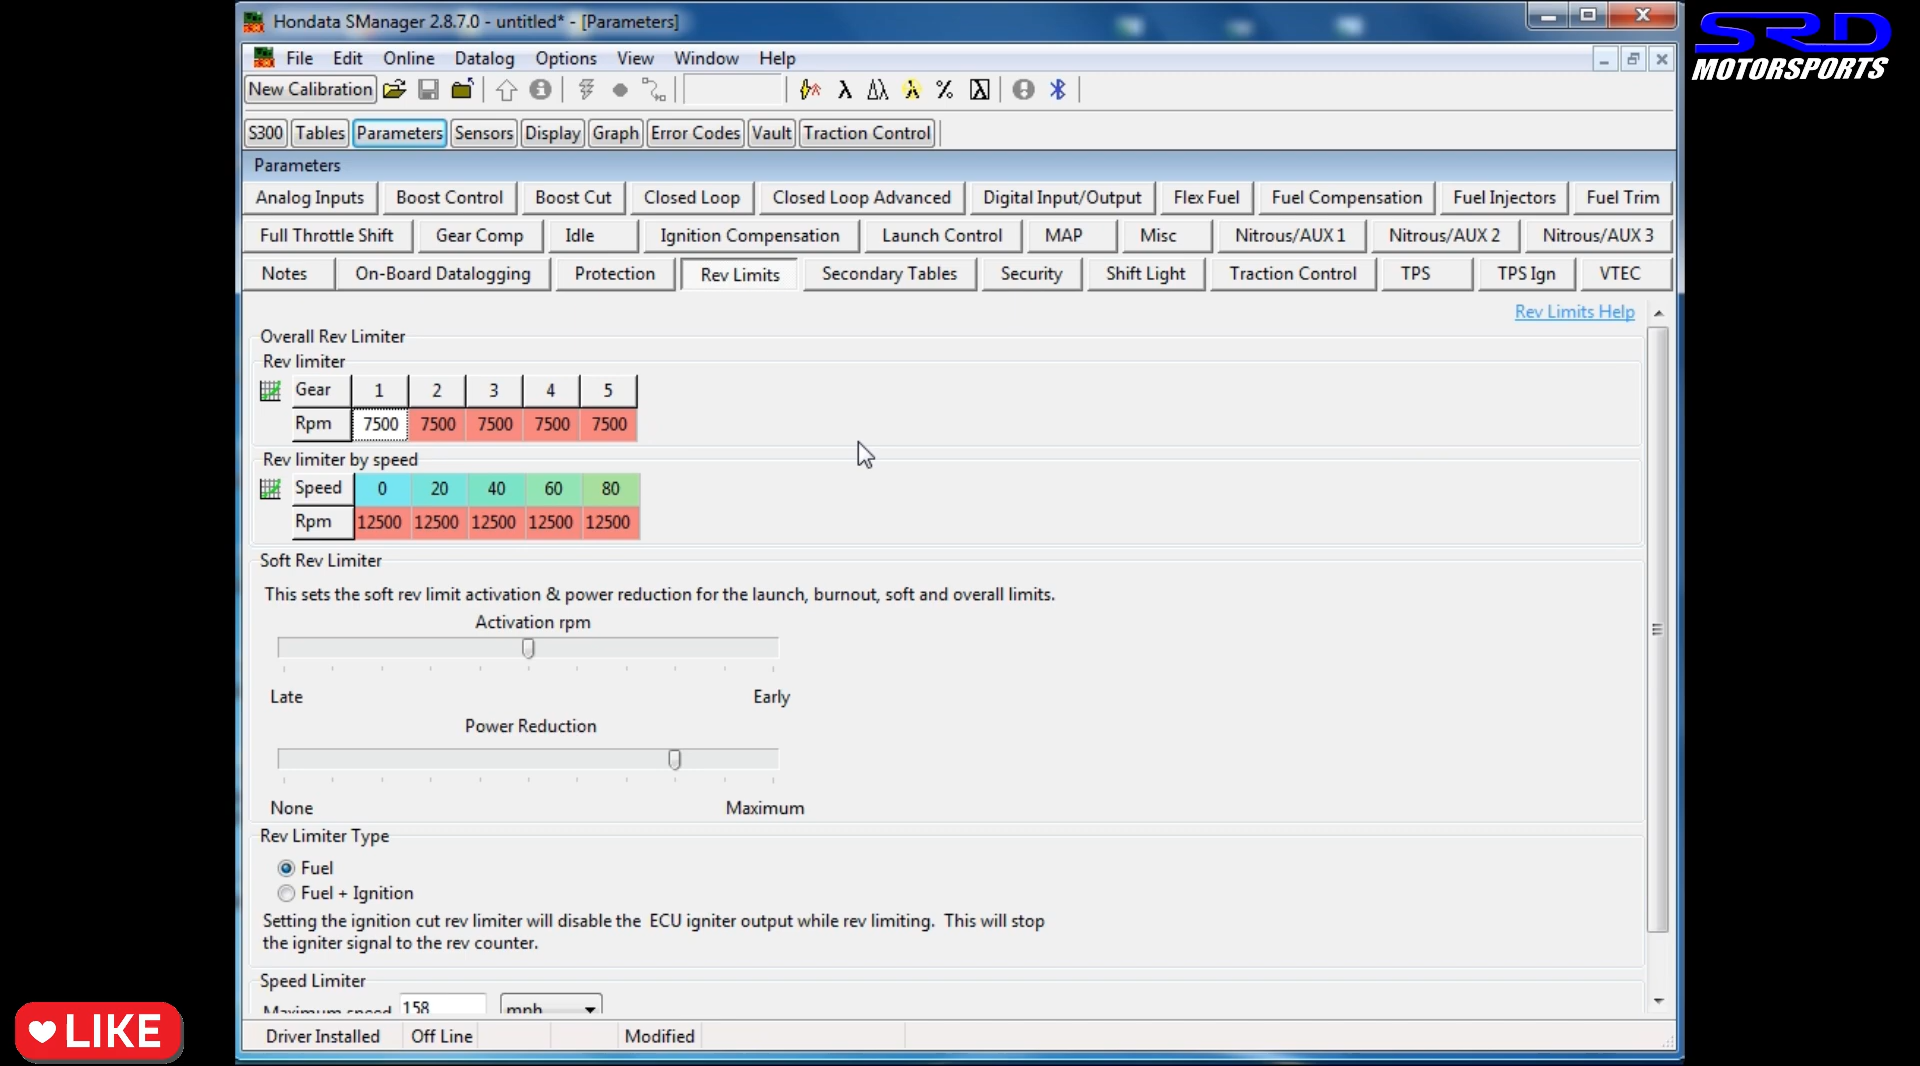 Hondata SManager 2.8.7.0 - untitled* - [Parameters]
SRD MOTORSPORTS
File Edit Online Datalog Options View Window Help
New Calibration
S300 Tables Parameters Sensors Display Graph Error Codes Vault Traction Control
Parameters
Analog Inputs Boost Control Boost Cut Closed Loop Closed Loop Advanced Digital Input/Output Flex Fuel Fuel Compensation Fuel Injectors Fuel Trim
Full Throttle Shift Gear Comp Idle Ignition Compensation Launch Control MAP Misc Nitrous/AUX 1 Nitrous/AUX 2 Nitrous/AUX 3
Notes On-Board Datalogging Protection Rev Limits Secondary Tables Security Shift Light Traction Control TPS TPS Ign VTEC
Rev Limits Help
Overall Rev Limiter
Rev limiter
Gear 1 2 3 4 5
Rpm 7500 7500 7500 7500 7500
Rev limiter by speed
Speed 0 20 40 60 80
Rpm 12500 12500 12500 12500 12500
Soft Rev Limiter
This sets the soft rev limit activation & power reduction for the launch, burnout, soft and overall limits.
Activation rpm
Late Early
Power Reduction
None Maximum
Rev Limiter Type
Fuel
Fuel + Ignition
Setting the ignition cut rev limiter will disable the ECU igniter output while rev limiting. This will stop
the igniter signal to the rev counter.
Speed Limiter
Maximum speed 158 mph
Driver Installed Off Line Modified
LIKE